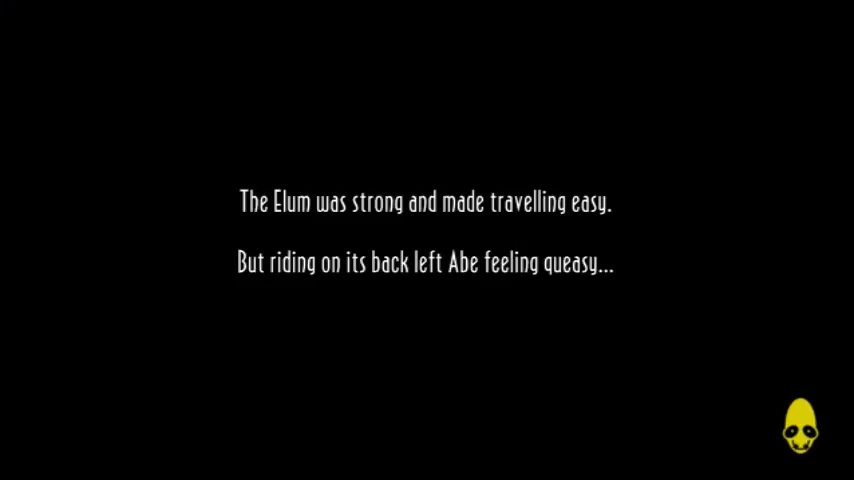 The Elum was strong and made travelling easy.
But riding on its back left Abe feeling queasy...